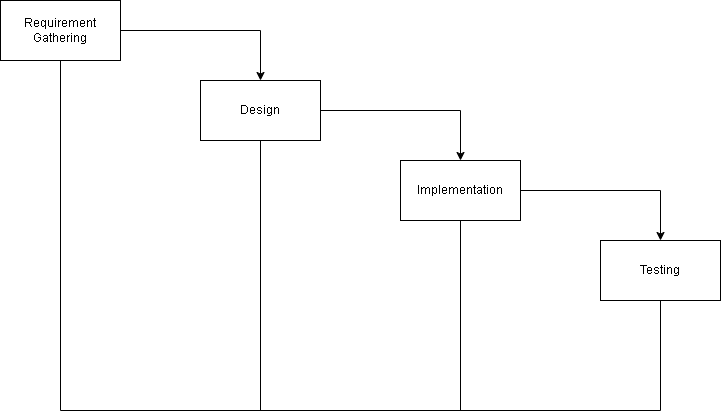 Requirement
Gathering
Design
Implementation
Testing